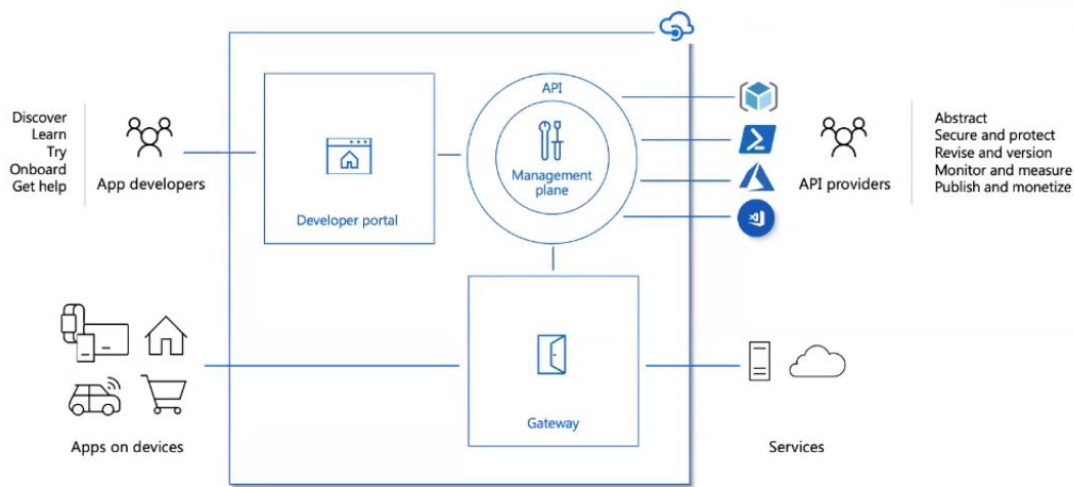 Discover
Learn
Try
Onboard
Get help
App developers
Developer portal
API
Management
plane
API providers
Abstract
Secure and protect
Revise and version
Monitor and measure
Publish and monetize
Apps on devices
Gateway
Services